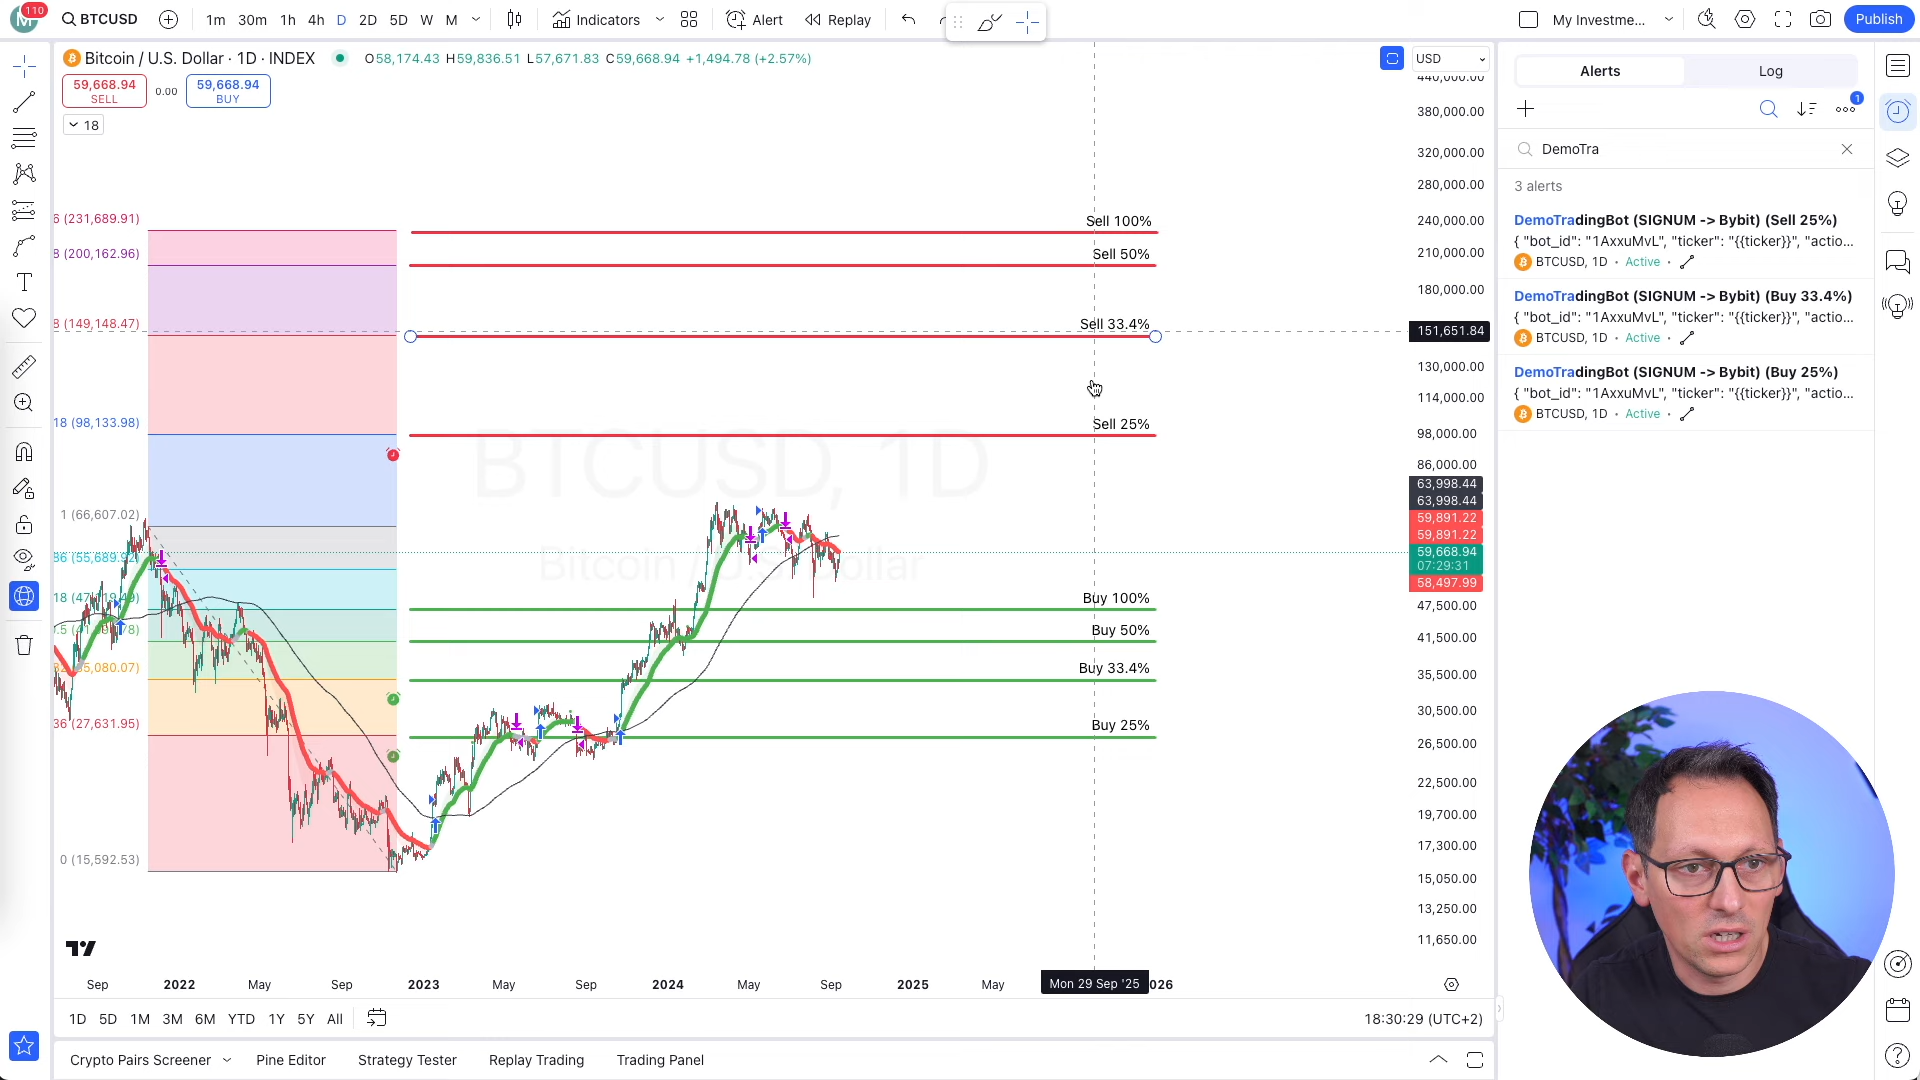 110
BTCUSD
1m 30m 1h 4h D 2D 5D W M
Indicators
Alert
Replay
My Investme...
Publish
Bitcoin / U.S. Dollar · 1D · INDEX
O58,174.43 H59,836.51 L57,671.83 C59,668.94 +1,494.78 (+2.57%)
59,668.94
SELL
0.00
59,668.94
BUY
18
USD
440,000.00
380,000.00
320,000.00
280,000.00
240,000.00
210,000.00
180,000.00
151,651.84
130,000.00
114,000.00
98,000.00
86,000.00
63,998.44
63,998.44
59,891.22
59,891.22
59,668.94
07:29:31
58,497.99
47,500.00
41,500.00
35,500.00
30,500.00
26,500.00
22,500.00
19,700.00
17,300.00
15,050.00
13,250.00
11,650.00
6 (231,689.91)
8 (200,162.96)
8 (149,148.47)
18 (98,133.98)
1 (66,607.02)
0 (15,592.53)
36 (27,631.95)
Sell 100%
Sell 50%
Sell 33.4%
Sell 25%
Buy 100%
Buy 50%
Buy 33.4%
Buy 25%
BTCUSD, 1D
Sep 2022 May Sep 2023 May Sep 2024 May Sep 2025 May Mon 29 Sep '25 026
1D 5D 1M 3M 6M YTD 1Y 5Y All
18:30:29 (UTC+2)
Crypto Pairs Screener Pine Editor Strategy Tester Replay Trading Trading Panel
Alerts Log
1
DemoTra
3 alerts
DemoTradingBot (SIGNUM -> Bybit) (Sell 25%)
{ "bot_id": "1AxxuMvL", "ticker": "{{ticker}}", "actio...
BTCUSD, 1D · Active ·
DemoTradingBot (SIGNUM -> Bybit) (Buy 33.4%)
{ "bot_id": "1AxxuMvL", "ticker": "{{ticker}}", "actio...
BTCUSD, 1D · Active ·
DemoTradingBot (SIGNUM -> Bybit) (Buy 25%)
{ "bot_id": "1AxxuMvL", "ticker": "{{ticker}}", "actio...
BTCUSD, 1D · Active ·